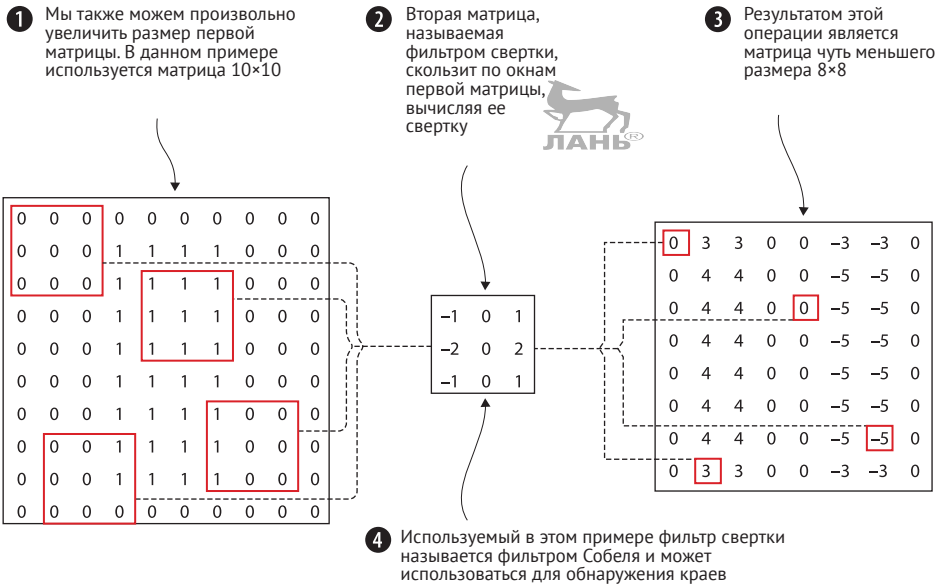 1 Мы также можем произвольно
увеличить размер первой
матрицы. В данном примере
используется матрица 10×10
2 Вторая матрица,
называемая
фильтром свертки,
скользит по окнам
первой матрицы,
вычисляя ее
свертку
ЛАНЬ®
3 Результатом этой
операции является
матрица чуть меньшего
размера 8×8
0 0 0 0 0 0 0 0 0 0
0 0 0 1 1 1 1 0 0 0
0 0 0 1 1 1 1 0 0 0
0 0 0 1 1 1 1 0 0 0
0 0 0 1 1 1 1 0 0 0
0 0 0 1 1 1 1 0 0 0
0 0 0 1 1 1 1 0 0 0
0 0 0 1 1 1 1 0 0 0
0 0 0 1 1 1 1 0 0 0
0 0 0 0 0 0 0 0 0 0
−1 0 1
−2 0 2
−1 0 1
0 3 3 0 0 −3 −3 0
0 4 4 0 0 −5 −5 0
0 4 4 0 0 −5 −5 0
0 4 4 0 0 −5 −5 0
0 4 4 0 0 −5 −5 0
0 4 4 0 0 −5 −5 0
0 4 4 0 0 −5 −5 0
0 3 3 0 0 −3 −3 0
4 Используемый в этом примере фильтр свертки
называется фильтром Собеля и может
использоваться для обнаружения краев